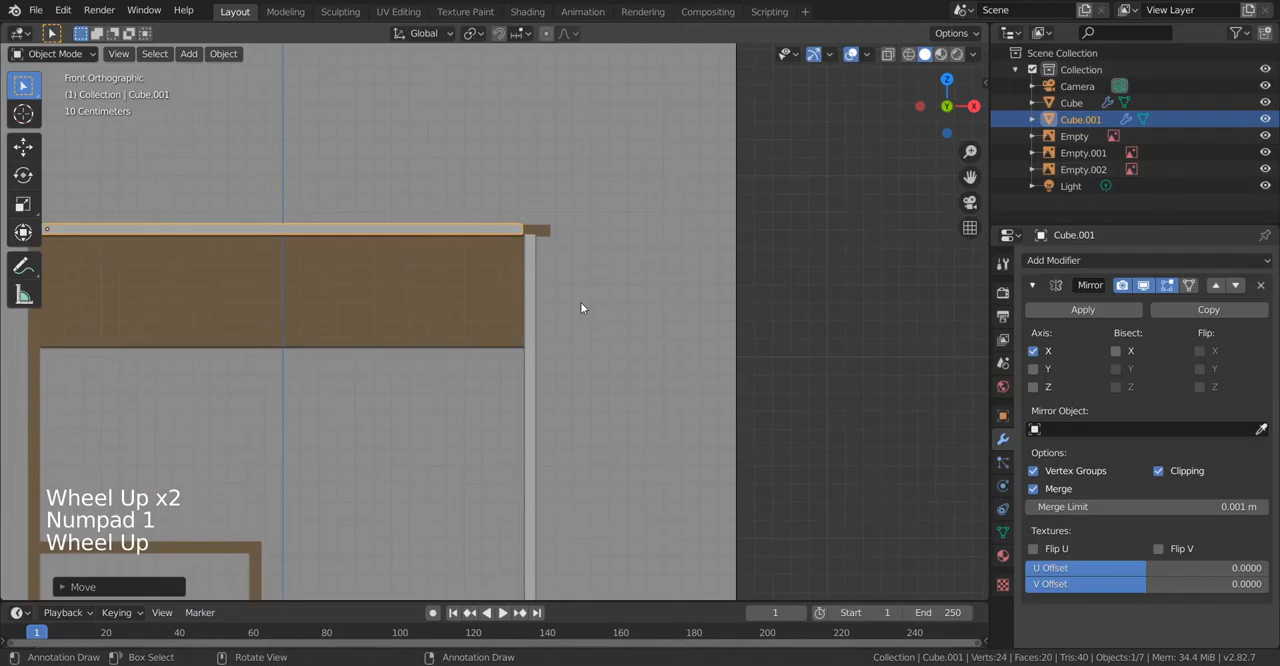 File Edit Render Window Help Layout Modeling Sculpting UV Editing Texture Paint Shading Animation Rendering Compositing Scripting + Scene View Layer
Global Options
Object Mode View Select Add Object
Front Orthographic
(1) Collection | Cube.001
10 Centimeters
Z
X
Y
Scene Collection
Collection
Camera
Cube
Cube.001
Empty
Empty.001
Empty.002
Light
Cube.001
Add Modifier
Mirror
Apply Copy
Axis: Bisect: Flip:
X X X
Y Y Y
Z Z Z
Mirror Object:
Options:
Vertex Groups Clipping
Merge
Merge Limit 0.001 m
Textures:
Flip U Flip V
U Offset 0.0000
V Offset 0.0000
Wheel Up x2
Numpad 1
Wheel Up
Move
Playback Keying View Marker 1 Start 1 End 250
1 20 40 60 80 100 120 140 160 180 200 220 240
Annotation Draw Box Select Rotate View Annotation Draw Collection | Cube.001 | Verts:24 | Faces:20 | Tris:40 | Objects:1/7 | Mem: 34.4 MiB | v2.82.7